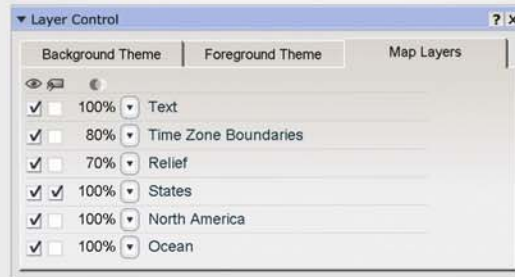 Layer Control ? x
Background Theme Foreground Theme Map Layers
100% Text
80% Time Zone Boundaries
70% Relief
100% States
100% North America
100% Ocean